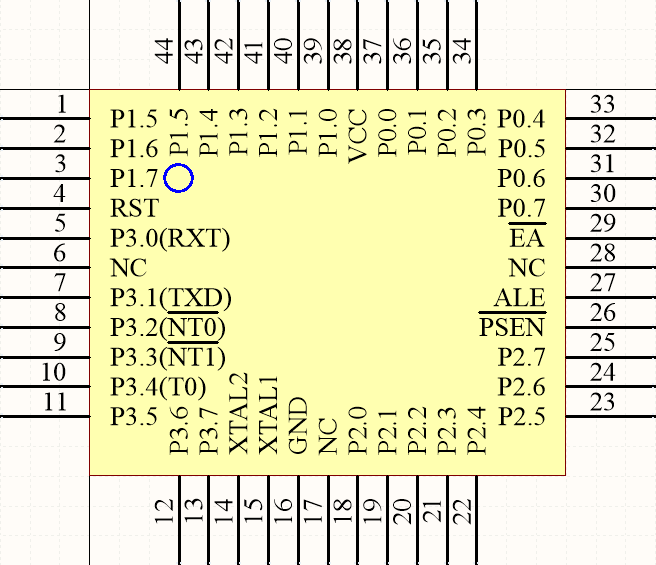 44 43 42 41 40 39 38 37 36 35 34
P1.5 P1.4 P1.3 P1.2 P1.1 P1.0 VCC P0.0 P0.1 P0.2 P0.3
1 P1.5 P0.4 33
2 P1.6 P0.5 32
3 P1.7 P0.6 31
4 RST P0.7 30
5 P3.0(RXT) EA 29
6 NC NC 28
7 P3.1(TXD) ALE 27
8 P3.2(NT0) PSEN 26
9 P3.3(NT1) P2.7 25
10 P3.4(T0) P2.6 24
11 P3.5 P2.5 23
P3.6 P3.7 XTAL2 XTAL1 GND NC P2.0 P2.1 P2.2 P2.3 P2.4
12 13 14 15 16 17 18 19 20 21 22